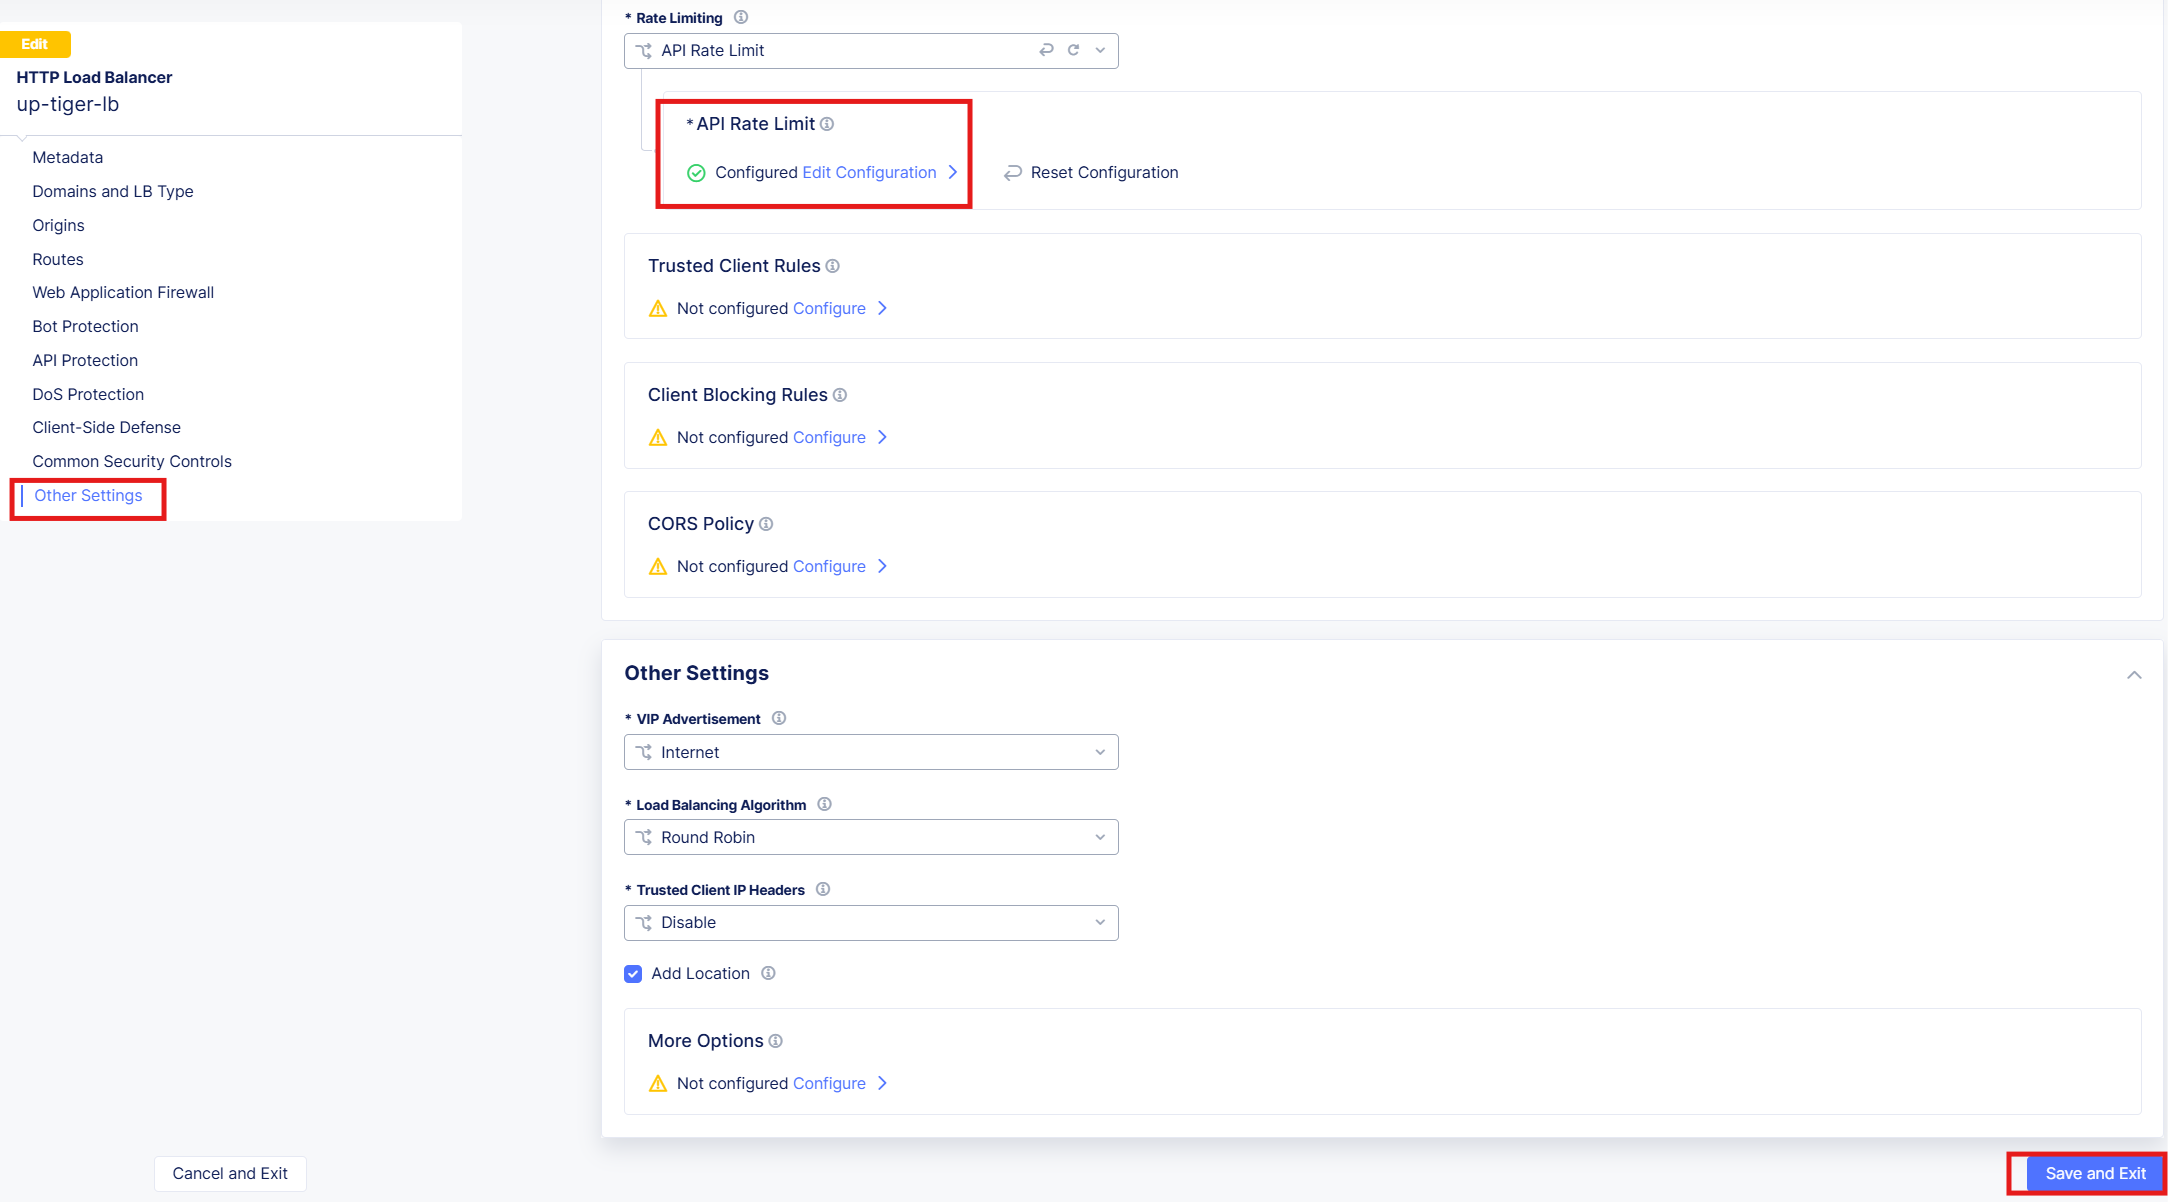 Edit
HTTP Load Balancer
up-tiger-lb
Metadata
Domains and LB Type
Origins
Routes
Web Application Firewall
Bot Protection
API Protection
DoS Protection
Client-Side Defense
Common Security Controls
Other Settings
* Rate Limiting
API Rate Limit
* API Rate Limit
Configured Edit Configuration
Reset Configuration
Trusted Client Rules
Not configured Configure
Client Blocking Rules
Not configured Configure
CORS Policy
Not configured Configure
Other Settings
* VIP Advertisement
Internet
* Load Balancing Algorithm
Round Robin
* Trusted Client IP Headers
Disable
Add Location
More Options
Not configured Configure
Cancel and Exit
Save and Exit